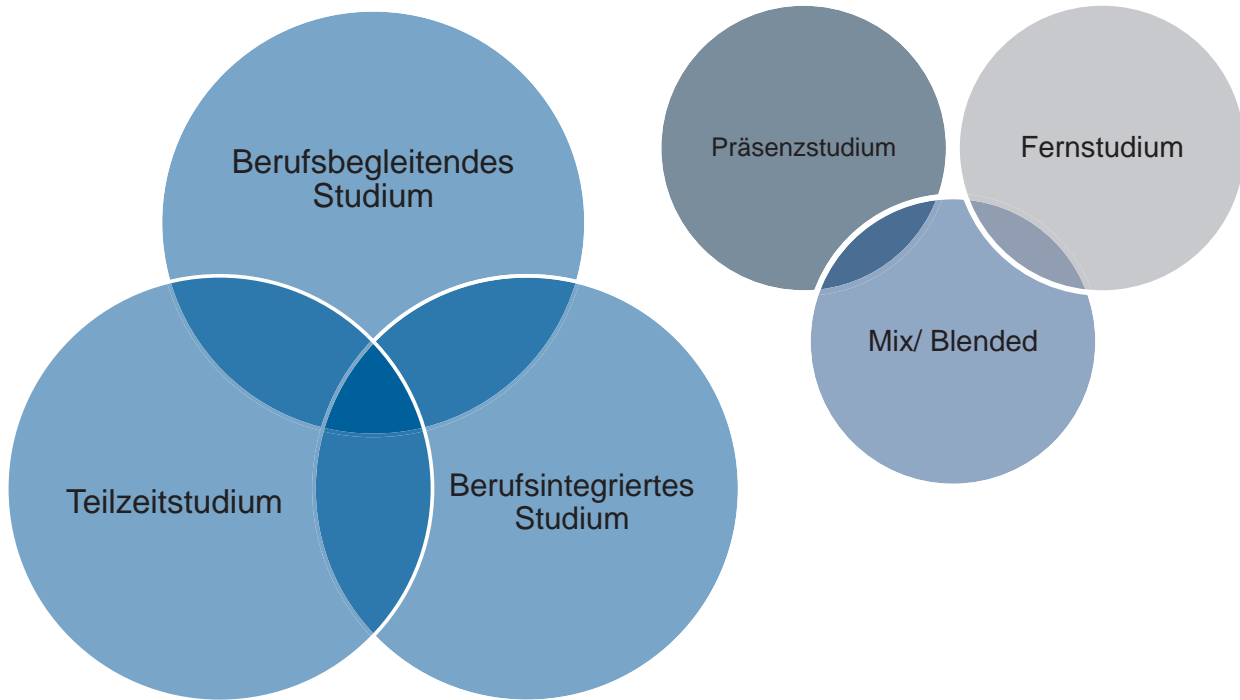 Berufsbegleitendes
Studium
Teilzeitstudium
Berufsintegriertes
Studium
Präsenzstudium
Fernstudium
Mix/ Blended